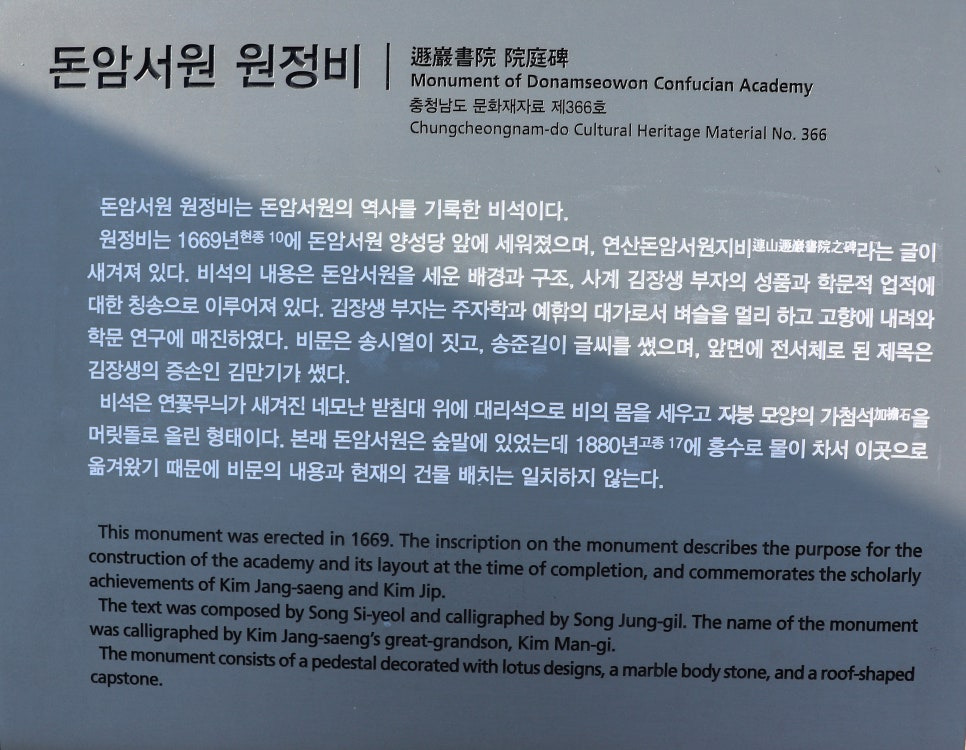 돈암서원 원정비
遯巖書院 院庭碑
Monument of Donamseowon Confucian Academy
충청남도 문화재자료 제366호
Chungcheongnam-do Cultural Heritage Material No. 366
돈암서원 원정비는 돈암서원의 역사를 기록한 비석이다.
원정비는 1669년현종 10에 돈암서원 양성당 앞에 세워졌으며, 연산돈암서원지비連山遯巖書院之碑라는 글이
새겨져 있다. 비석의 내용은 돈암서원을 세운 배경과 구조, 사계 김장생 부자의 성품과 학문적 업적에
대한 칭송으로 이루어져 있다. 김장생 부자는 주자학과 예학의 대가로서 벼슬을 멀리 하고 고향에 내려와
학문 연구에 매진하였다. 비문은 송시열이 짓고, 송준길이 글씨를 썼으며, 앞면에 전서체로 된 제목은
김장생의 증손인 김만기가 썼다.
비석은 연꽃무늬가 새겨진 네모난 받침대 위에 대리석으로 비의 몸을 세우고 지붕 모양의 가첨석加檐石을
머릿돌로 올린 형태이다. 본래 돈암서원은 숲말에 있었는데 1880년고종 17에 홍수로 물이 차서 이곳으로
옮겨왔기 때문에 비문의 내용과 현재의 건물 배치는 일치하지 않는다.
This monument was erected in 1669. The inscription on the monument describes the purpose for the
construction of the academy and its layout at the time of completion, and commemorates the scholarly
achievements of Kim Jang-saeng and Kim Jip.
The text was composed by Song Si-yeol and calligraphed by Song Jung-gil. The name of the monument
was calligraphed by Kim Jang-saeng's great-grandson, Kim Man-gi.
The monument consists of a pedestal decorated with lotus designs, a marble body stone, and a roof-shaped
capstone.